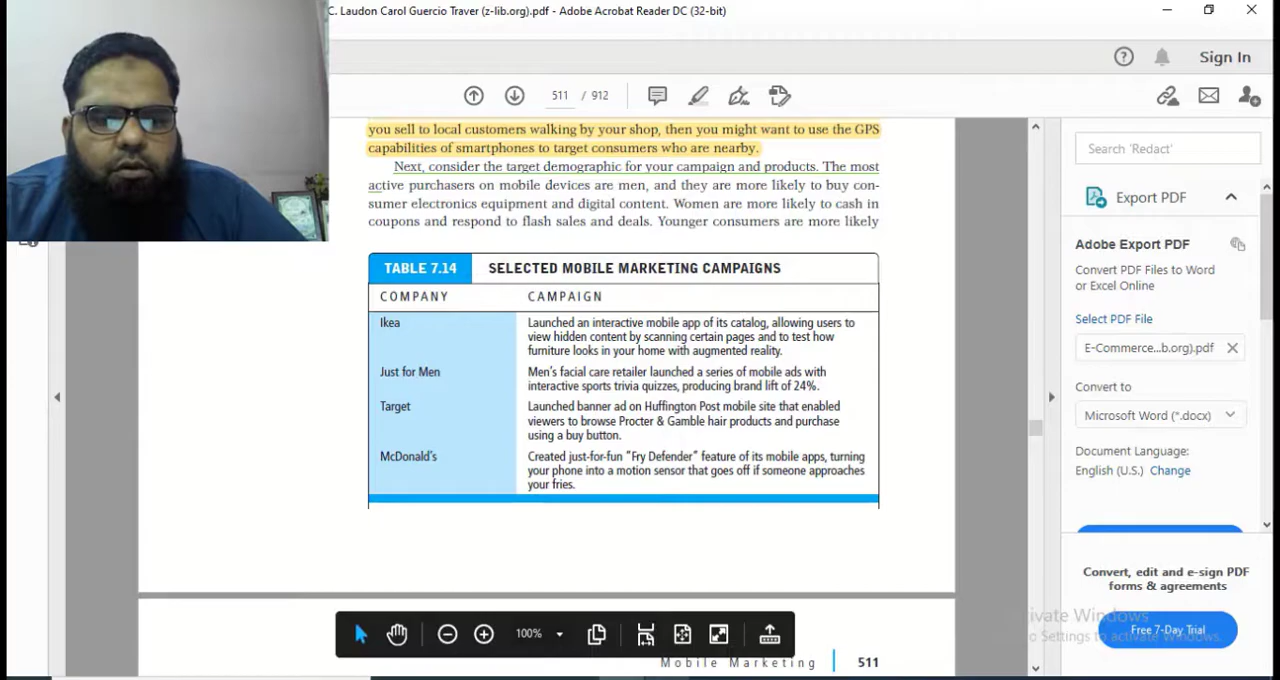 C. Laudon Carol Guercio Traver (z-lib.org).pdf - Adobe Acrobat Reader DC (32-bit)
Sign In
511 / 912
you sell to local customers walking by your shop, then you might want to use the GPS
capabilities of smartphones to target consumers who are nearby.
Next, consider the target demographic for your campaign and products. The most
active purchasers on mobile devices are men, and they are more likely to buy con-
sumer electronics equipment and digital content. Women are more likely to cash in
coupons and respond to flash sales and deals. Younger consumers are more likely
TABLE 7.14 SELECTED MOBILE MARKETING CAMPAIGNS
COMPANY CAMPAIGN
Ikea Launched an interactive mobile app of its catalog, allowing users to
view hidden content by scanning certain pages and to test how
furniture looks in your home with augmented reality.
Just for Men Men's facial care retailer launched a series of mobile ads with
interactive sports trivia quizzes, producing brand lift of 24%.
Target Launched banner ad on Huffington Post mobile site that enabled
viewers to browse Procter & Gamble hair products and purchase
using a buy button.
McDonald's Created just-for-fun "Fry Defender" feature of its mobile apps, turning
your phone into a motion sensor that goes off if someone approaches
your fries.
100%
Mobile Marketing 511
Search 'Redact'
Export PDF
Adobe Export PDF
Convert PDF Files to Word
or Excel Online
Select PDF File
E-Commerce...b.org).pdf
Convert to
Microsoft Word (*.docx)
Document Language:
English (U.S.) Change
Convert, edit and e-sign PDF
forms & agreements
Free 7-Day Trial
ivate Windows
o Settings to activate Windows.